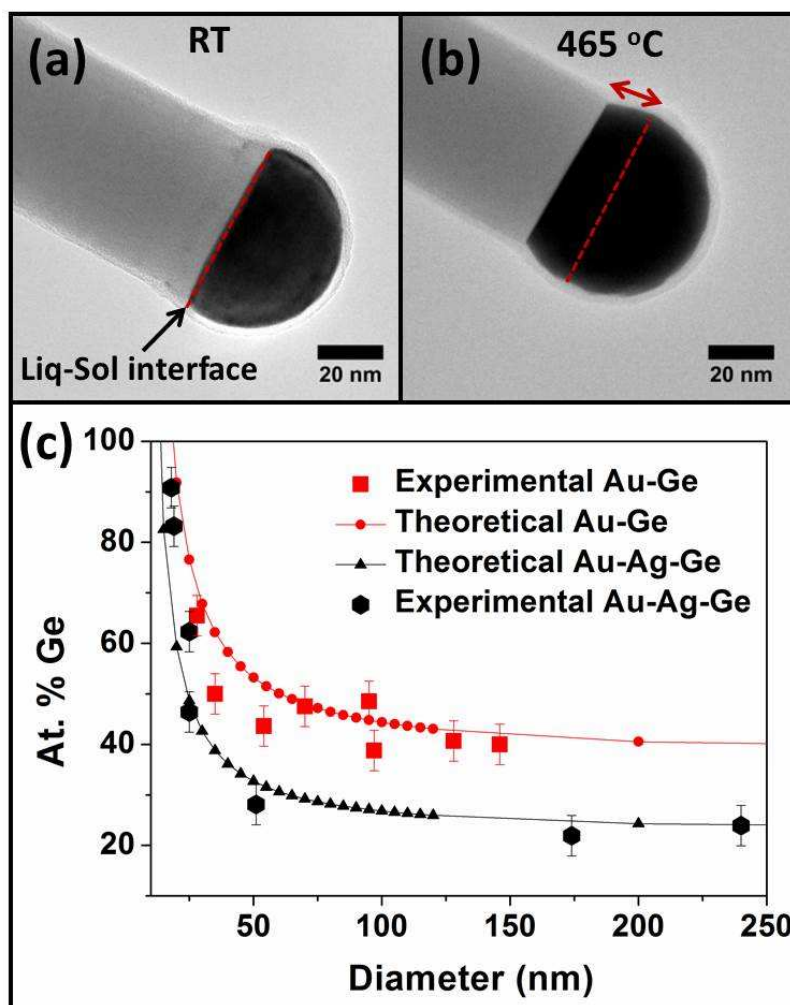 (a) RT
(b) 465 °C
Liq-Sol interface
20 nm
20 nm
(c)
Experimental Au-Ge
Theoretical Au-Ge
Theoretical Au-Ag-Ge
Experimental Au-Ag-Ge
At. % Ge
100
80
60
40
20
50 100 150 200 250
Diameter (nm)